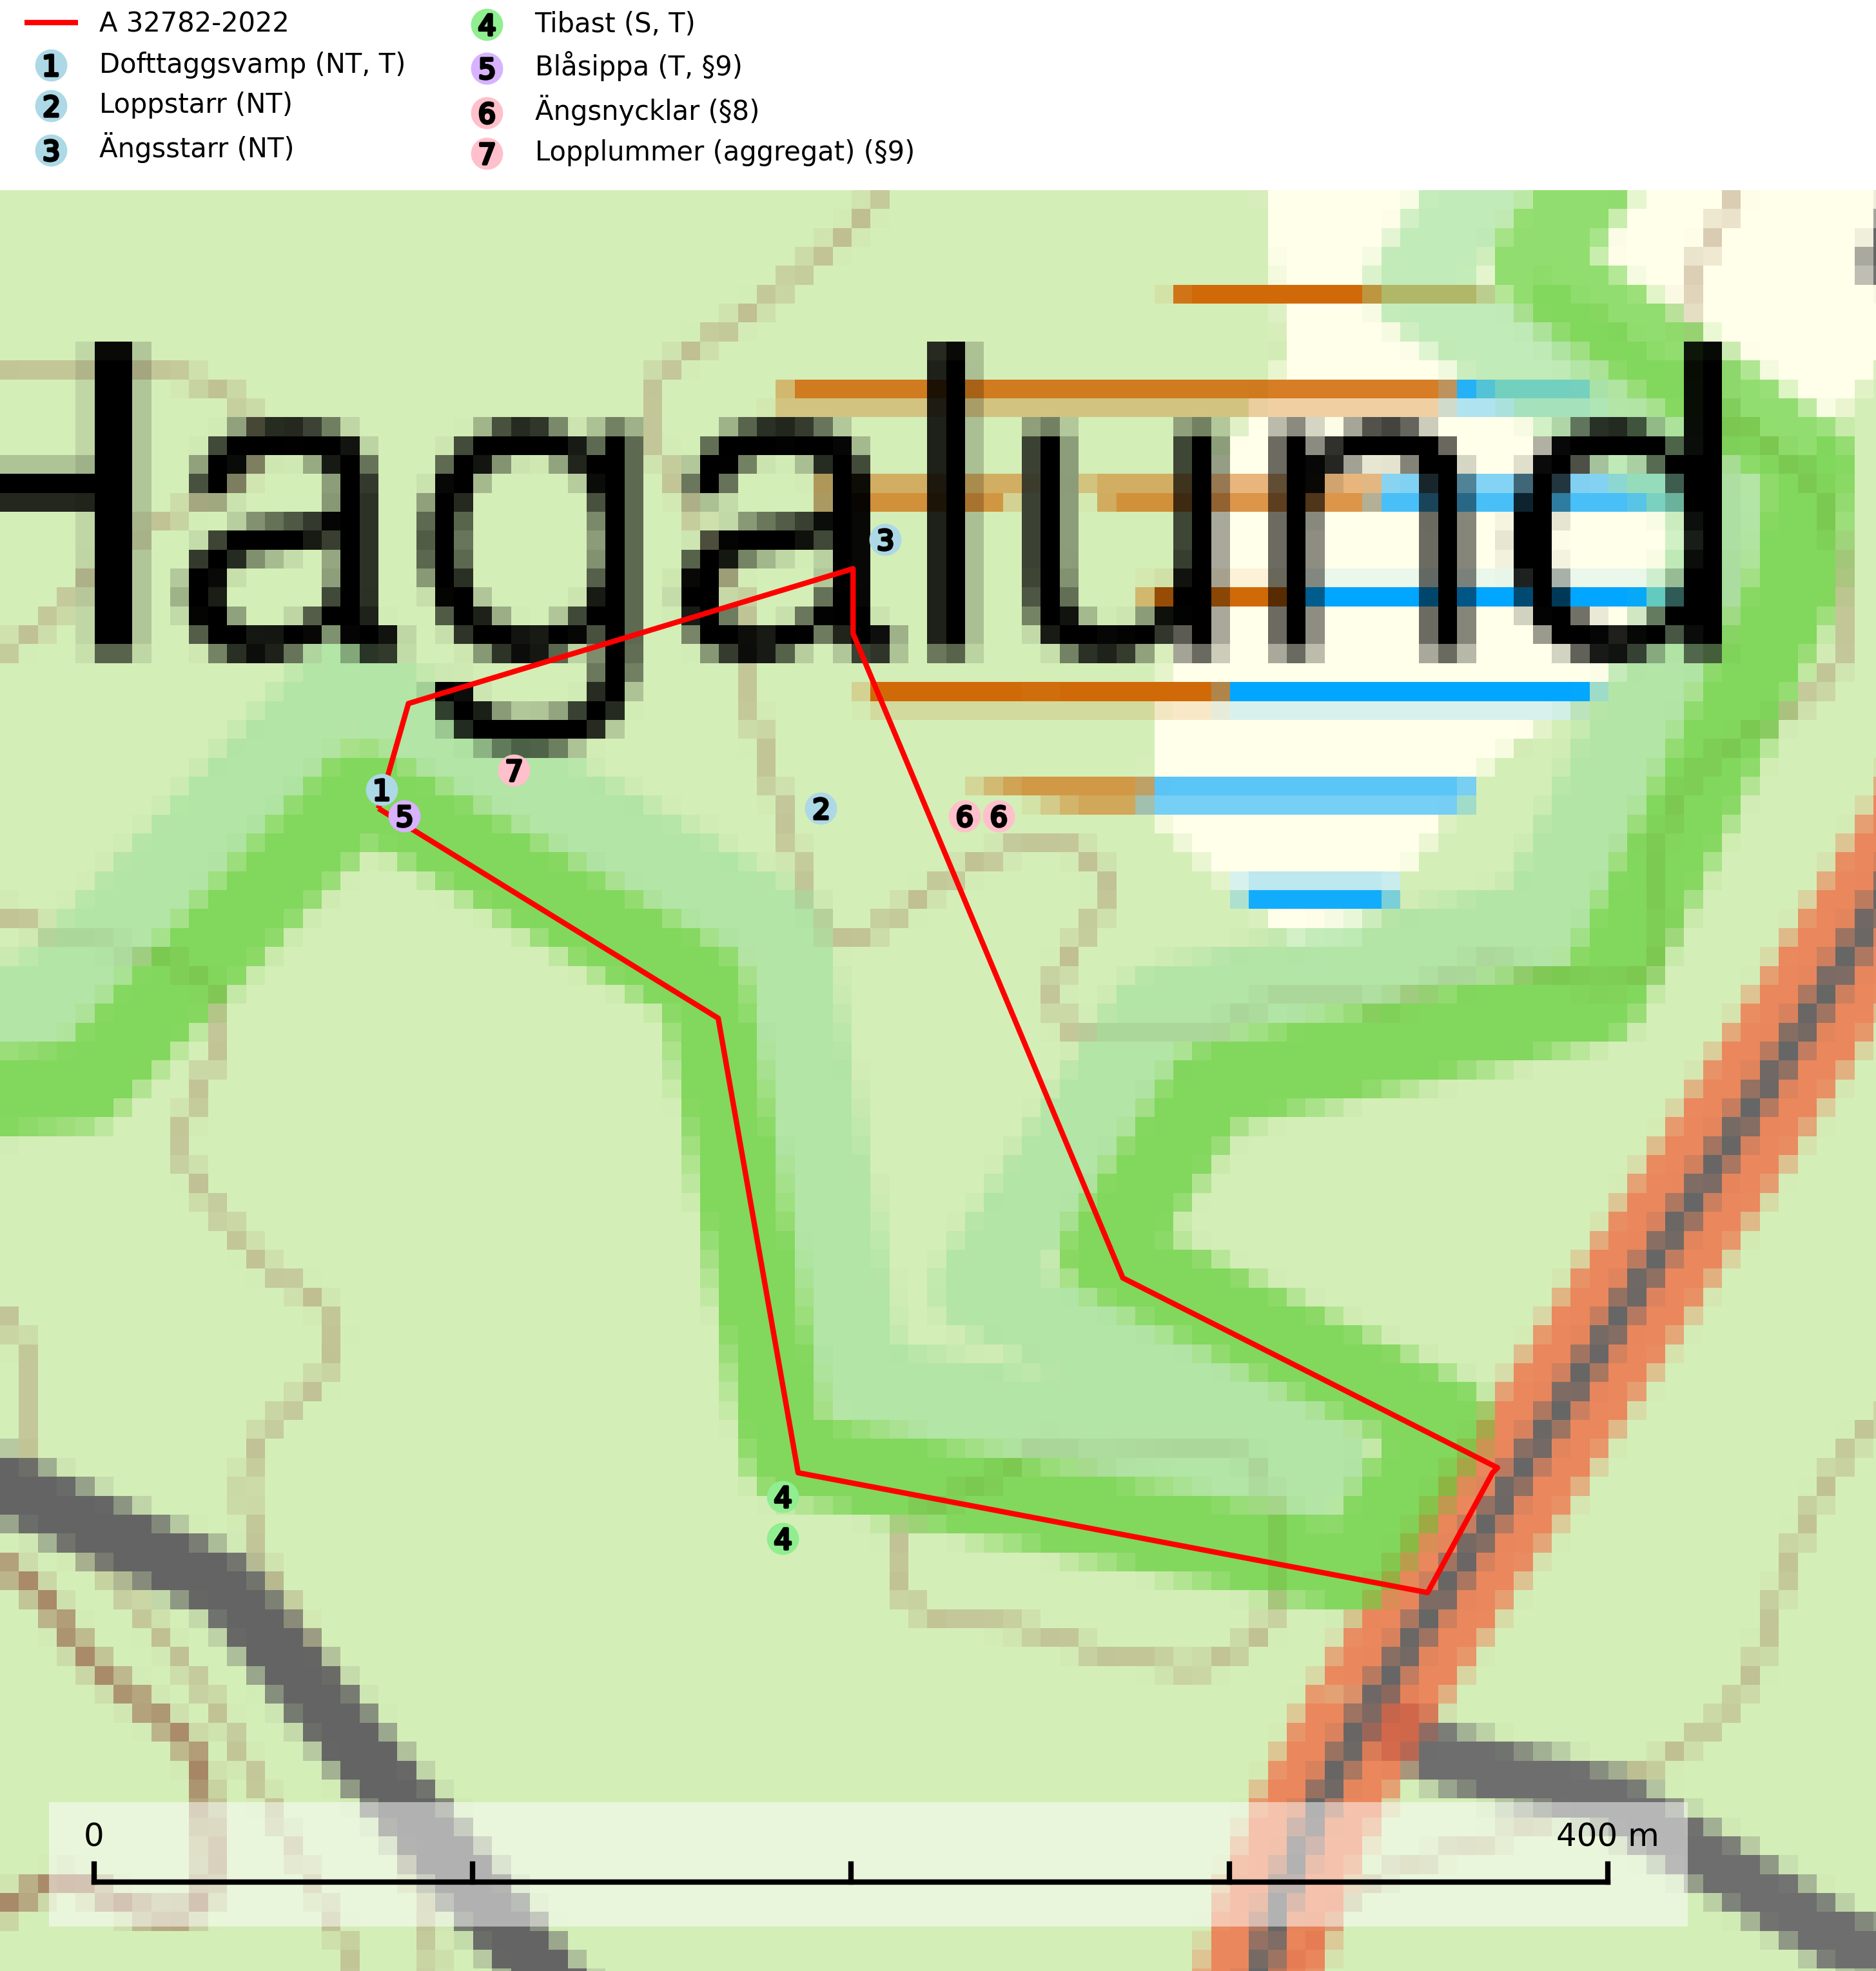 A 32782-2022
1 Dofttaggsvamp (NT, T)
2 Loppstarr (NT)
3 Ängsstarr (NT)
4 Tibast (S, T)
5 Blåsippa (T, §9)
6 Ängsnycklar (§8)
7 Lopplummer (aggregat) (§9)
Hagalund
3
7
1
5
2
6 6
4
4
0 400 m